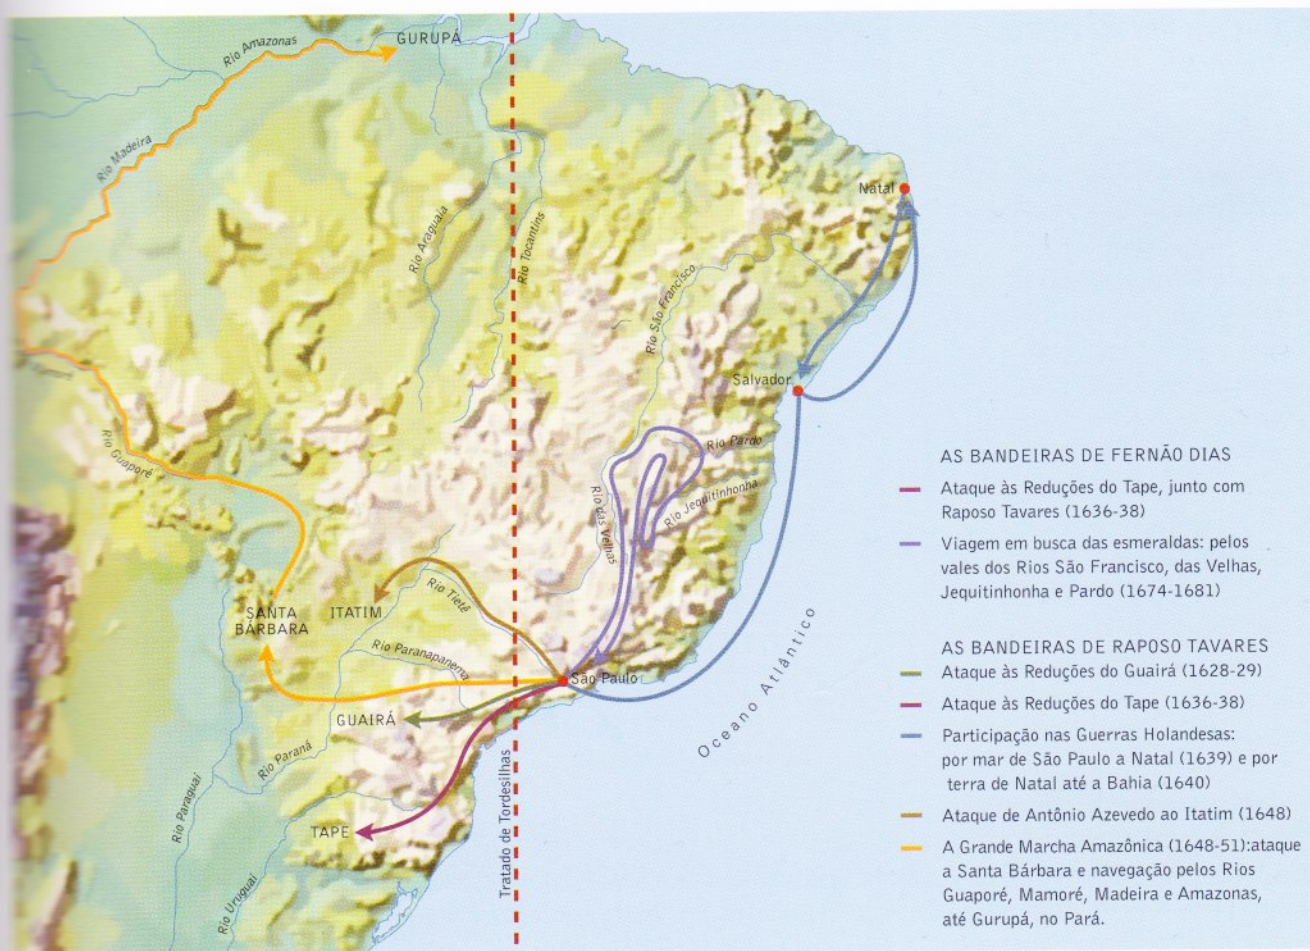 GURUPÁ
Rio Amazonas
Rio Madeira
Natal
Rio Araguaia
Rio Tocantins
Rio São Francisco
Salvador
Rio Pardo
Rio Guaporé
Rio das Velhas
Rio Jequitinhonha
SANTA
BÁRBARA
ITATIM
Rio Tietê
Rio Paranapanema
São Paulo
GUAIRÁ
Oceano Atlântico
Rio Paraná
Rio Paraguai
Tratado de Tordesilhas
TAPE
Rio Uruguai
AS BANDEIRAS DE FERNÃO DIAS
Ataque às Reduções do Tape, junto com
Raposo Tavares (1636-38)
Viagem em busca das esmeraldas: pelos
vales dos Rios São Francisco, das Velhas,
Jequitinhonha e Pardo (1674-1681)
AS BANDEIRAS DE RAPOSO TAVARES
Ataque às Reduções do Guairá (1628-29)
Ataque às Reduções do Tape (1636-38)
Participação nas Guerras Holandesas:
por mar de São Paulo a Natal (1639) e por
terra de Natal até a Bahia (1640)
Ataque de Antônio Azevedo ao Itatim (1648)
A Grande Marcha Amazônica (1648-51):ataque
a Santa Bárbara e navegação pelos Rios
Guaporé, Mamoré, Madeira e Amazonas,
até Gurupá, no Pará.